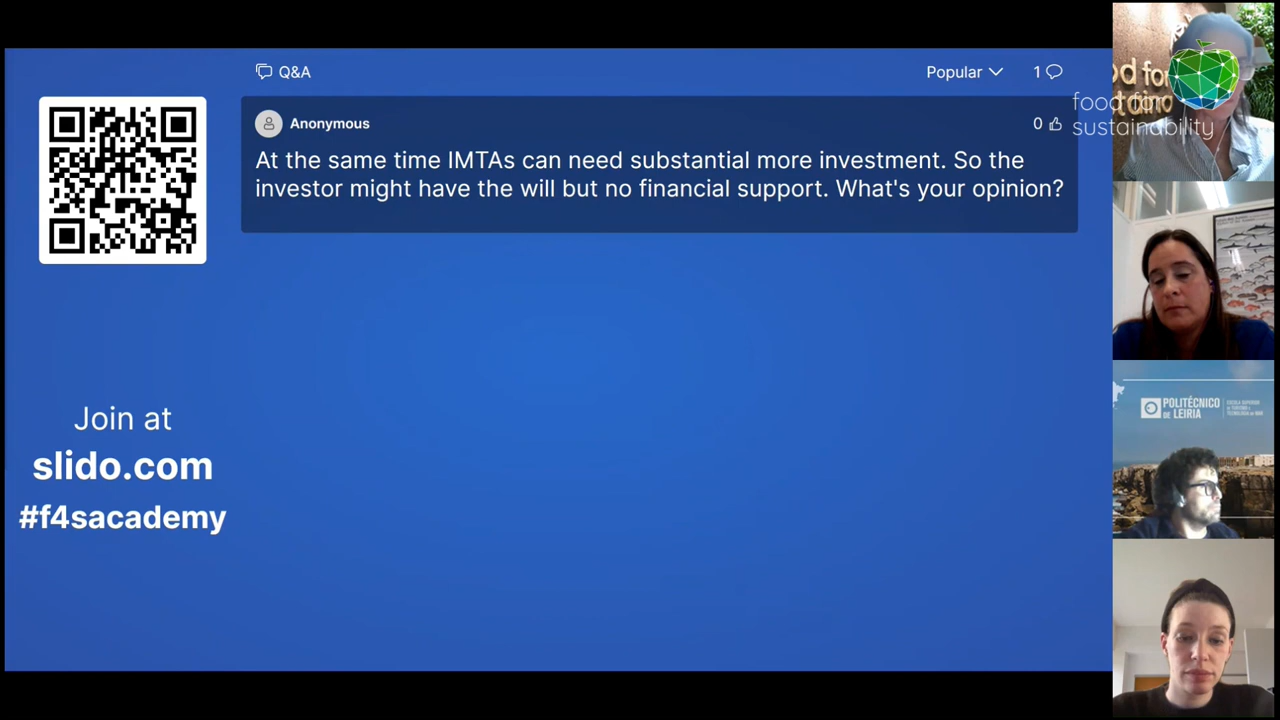 Q&A
Popular
1
Anonymous
0
At the same time IMTAs can need substantial more investment. So the
investor might have the will but no financial support. What's your opinion?
Join at
slido.com
#f4sacademy
food for
sustainability
POLITÉCNICO
DE LEIRIA